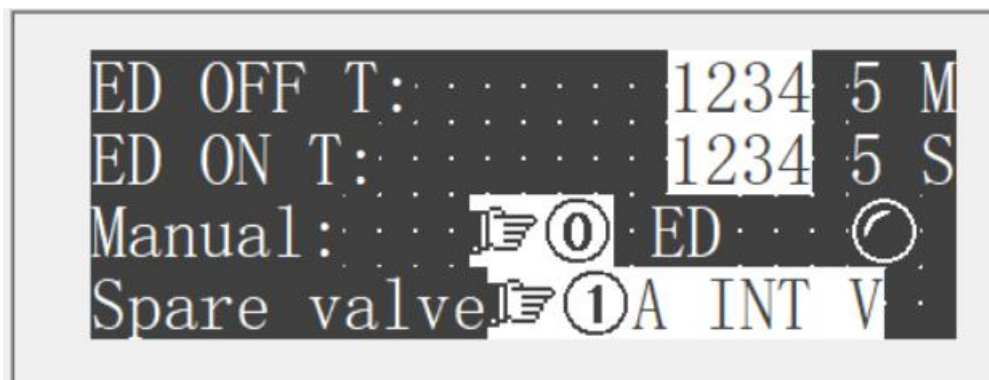 ED OFF T: 1234 5 M
ED ON T: 1234 5 S
Manual: ☞⓪ ED
Spare valve☞①A INT V